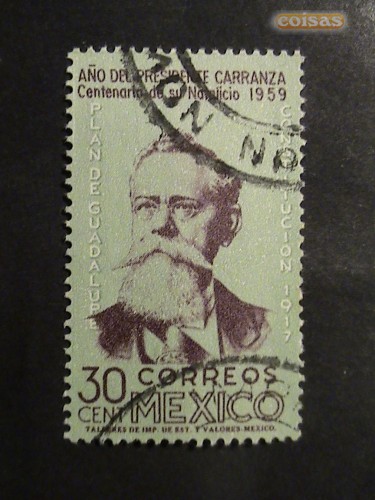 coisas
AÑO DEL PRESIDENTE CARRANZA
Centenario de su Natalicio 1959
PLAN DE GUADALUPE
CONSTITUCION 1917
30 CORREOS
CENT MEXICO
TALLERES DE IMP. DE EST. Y VALORES-MEXICO.